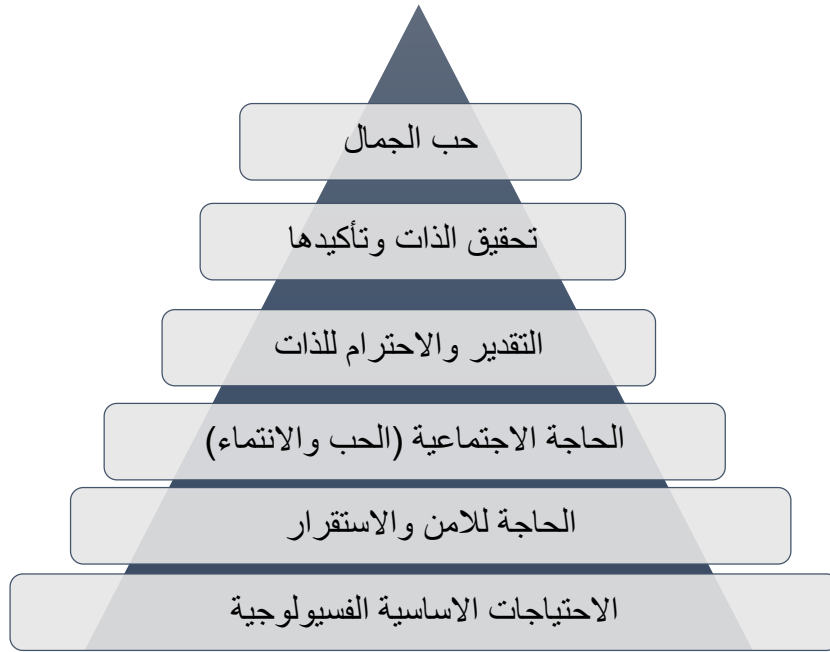 حب الجمال
تحقيق الذات وتأكيدها
التقدير والاحترام للذات
الحاجة الاجتماعية (الحب والانتماء)
الحاجة للامن والاستقرار
الاحتياجات الاساسية الفسيولوجية